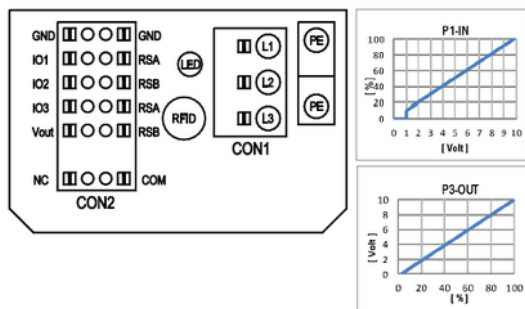 GND GND
IO1 RSA
IO2 RSB
IO3 RSA
Vout RSB
NC COM
CON2
LED
RFID
L1
L2
L3
CON1
PE
PE
P1-IN
[%]
100
80
60
40
20
0
0 1 2 3 4 5 6 7 8 9 10
[Volt]
P3-OUT
[Volt]
10
8
6
4
2
0
0 20 40 60 80 100
[%]